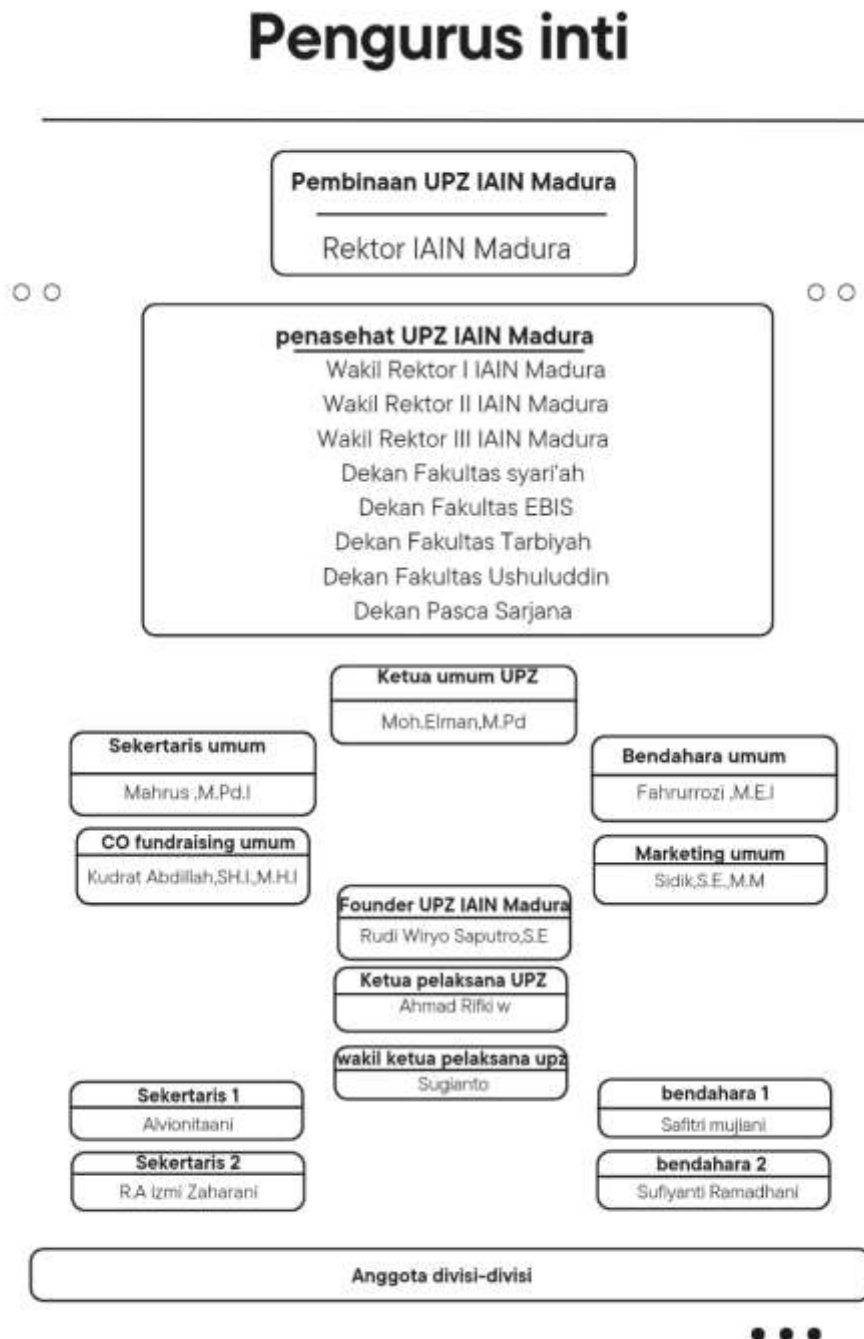 Pengurus inti
Pembinaan UPZ IAIN Madura
Rektor IAIN Madura
penasehat UPZ IAIN Madura
Wakil Rektor I IAIN Madura
Wakil Rektor II IAIN Madura
Wakil Rektor III IAIN Madura
Dekan Fakultas syari'ah
Dekan Fakultas EBIS
Dekan Fakultas Tarbiyah
Dekan Fakultas Ushuluddin
Dekan Pasca Sarjana
Ketua umum UPZ
Moh.Elman,M.Pd
Sekertaris umum
Mahrus ,M.Pd.I
Bendahara umum
Fahrurrozi ,M.E.I
CO fundraising umum
Kudrat Abdillah,SH.I.,M.H.I
Marketing umum
Sidik,S.E.,M.M
Founder UPZ IAIN Madura
Rudi Wiryo Saputro,S.E
Ketua pelaksana UPZ
Ahmad Rifki w
wakil ketua pelaksana upz
Sugianto
Sekertaris 1
Alvionitaani
bendahara 1
Safitri mujiani
Sekertaris 2
R.A Izmi Zaharani
bendahara 2
Sufiyanti Ramadhani
Anggota divisi-divisi